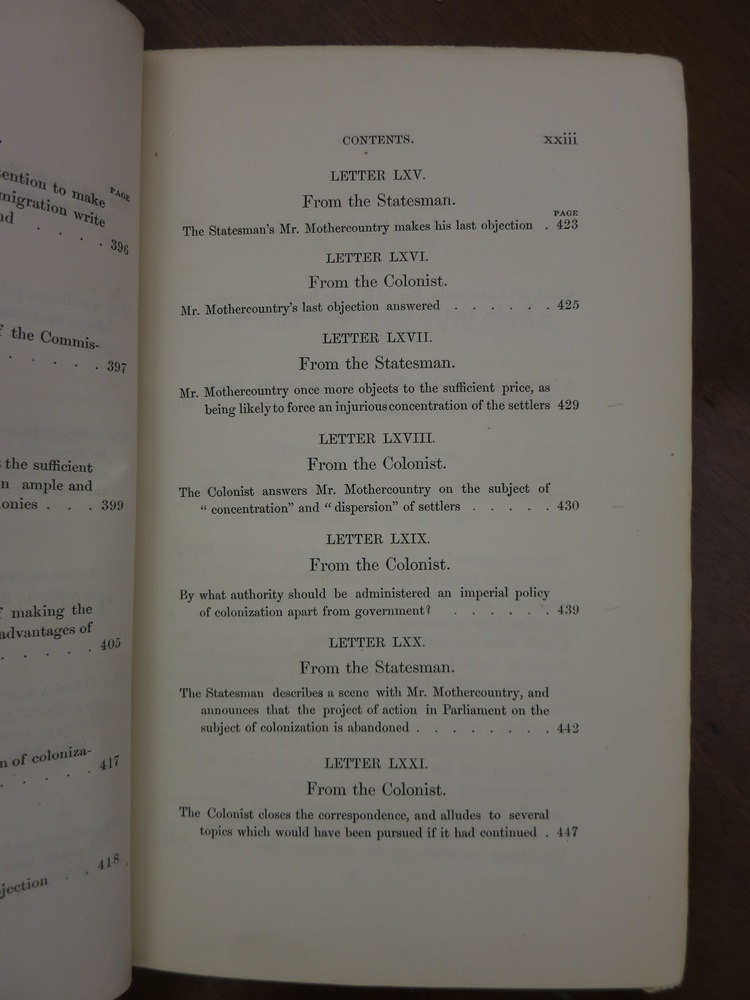 ention to make PAGE
migration write
nd . . . . 396
f the Commis-
. . . . . 397
s the sufficient
n ample and
onies . . . 399
f making the
advantages of
. . . . . 405
n of coloniza-
. . . . . 417
jection . . 418
CONTENTS. xxiii
LETTER LXV.
From the Statesman.
PAGE
The Statesman's Mr. Mothercountry makes his last objection . 423
LETTER LXVI.
From the Colonist.
Mr. Mothercountry's last objection answered . . . . . . 425
LETTER LXVII.
From the Statesman.
Mr. Mothercountry once more objects to the sufficient price, as
being likely to force an injurious concentration of the settlers 429
LETTER LXVIII.
From the Colonist.
The Colonist answers Mr. Mothercountry on the subject of
“ concentration” and “ dispersion” of settlers . . . . . 430
LETTER LXIX.
From the Colonist.
By what authority should be administered an imperial policy
of colonization apart from government? . . . . . . 439
LETTER LXX.
From the Statesman.
The Statesman describes a scene with Mr. Mothercountry, and
announces that the project of action in Parliament on the
subject of colonization is abandoned . . . . . . . . 442
LETTER LXXI.
From the Colonist.
The Colonist closes the correspondence, and alludes to several
topics which would have been pursued if it had continued . 447